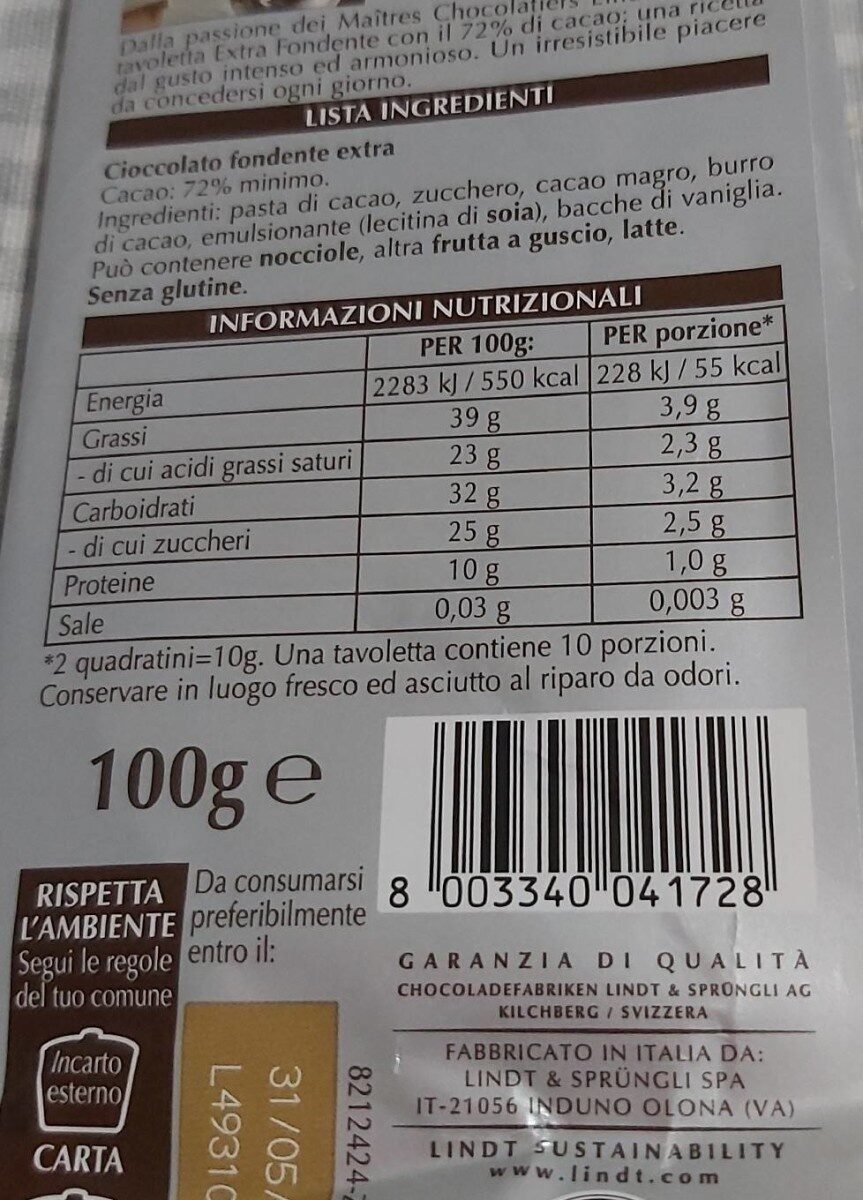 Dalla passione dei Maîtres Chocolatiers
tavoletta Extra Fondente con il 72% di cacao: una ricetta
dal gusto intenso ed armonioso. Un irresistibile piacere
da concedersi ogni giorno.
LISTA INGREDIENTI
Cioccolato fondente extra
Cacao: 72% minimo.
Ingredienti: pasta di cacao, zucchero, cacao magro, burro
di cacao, emulsionante (lecitina di soia), bacche di vaniglia.
Può contenere nocciole, altra frutta a guscio, latte.
Senza glutine.
INFORMAZIONI NUTRIZIONALI
PER 100g: PER porzione*
Energia 2283 kJ / 550 kcal 228 kJ / 55 kcal
Grassi 39 g 3,9 g
- di cui acidi grassi saturi 23 g 2,3 g
Carboidrati 32 g 3,2 g
- di cui zuccheri 25 g 2,5 g
Proteine 10 g 1,0 g
Sale 0,03 g 0,003 g
*2 quadratini=10g. Una tavoletta contiene 10 porzioni.
Conservare in luogo fresco ed asciutto al riparo da odori.
100g e
8 003340 041728
RISPETTA
L'AMBIENTE
Segui le regole
del tuo comune
Incarto
esterno
CARTA
Da consumarsi
preferibilmente
entro il:
31/05/
L4931C
8212424-
GARANZIA DI QUALITÀ
CHOCOLADEFABRIKEN LINDT & SPRÜNGLI AG
KILCHBERG / SVIZZERA
FABBRICATO IN ITALIA DA:
LINDT & SPRÜNGLI SPA
IT-21056 INDUNO OLONA (VA)
LINDT SUSTAINABILITY
www.lindt.com